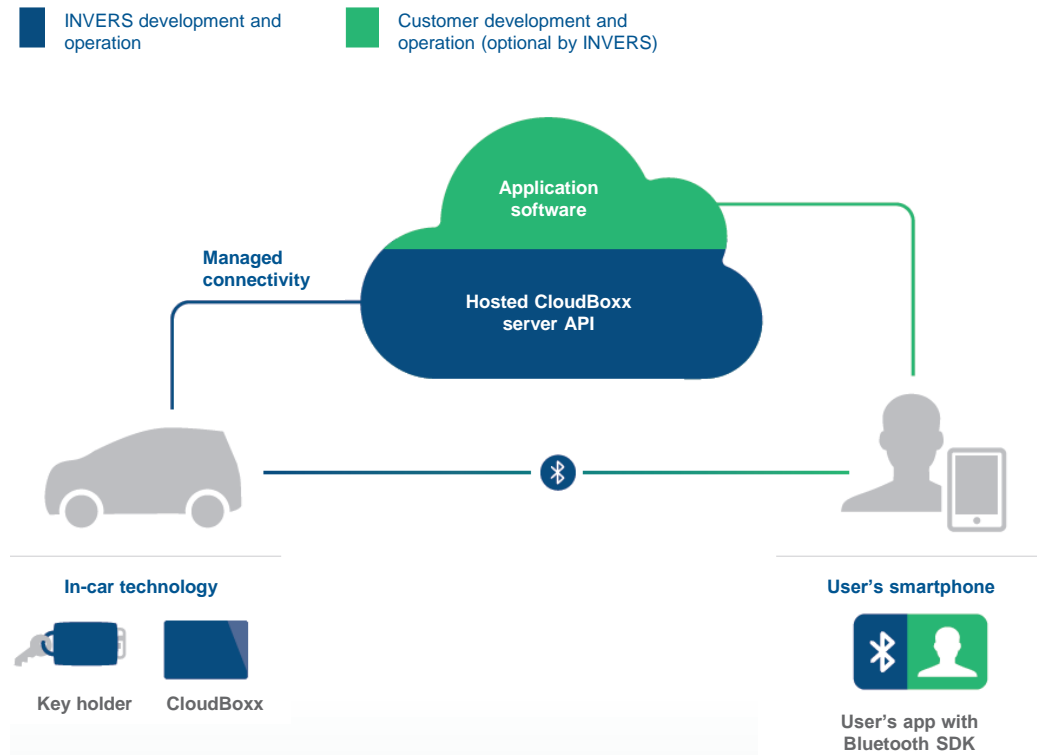 INVERS development and
operation
Customer development and
operation (optional by INVERS)
Application
software
Managed
connectivity
Hosted CloudBoxx
server API
In-car technology
User's smartphone
Key holder
CloudBoxx
User's app with
Bluetooth SDK